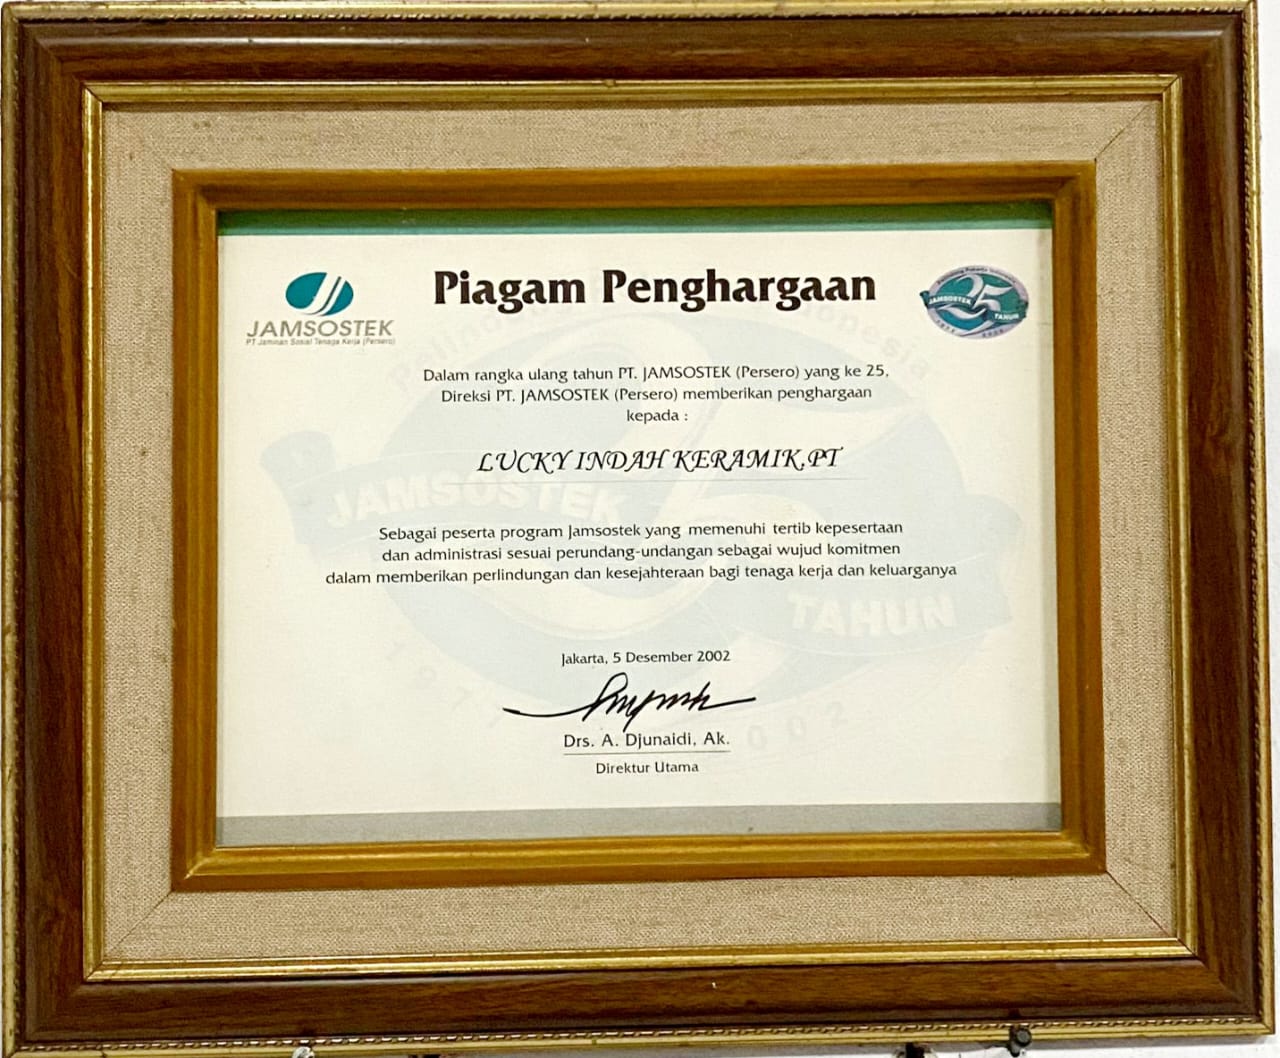 Piagam Penghargaan
JAMSOSTEK
PT Jaminan Sosial Tenaga Kerja (Persero)
Pelindung Pekerja Indonesia
JAMSOSTEK 25
TAHUN
Dalam rangka ulang tahun PT. JAMSOSTEK (Persero) yang ke 25,
Direksi PT. JAMSOSTEK (Persero) memberikan penghargaan
kepada :
LUCKY INDAH KERAMIK,PT
JAMSOSTEK
Sebagai peserta program Jamsostek yang memenuhi tertib kepesertaan
dan administrasi sesuai perundang-undangan sebagai wujud komitmen
dalam memberikan perlindungan dan kesejahteraan bagi tenaga kerja dan keluarganya
TAHUN
Jakarta, 5 Desember 2002
Drs. A. Djunaidi, Ak.
Direktur Utama